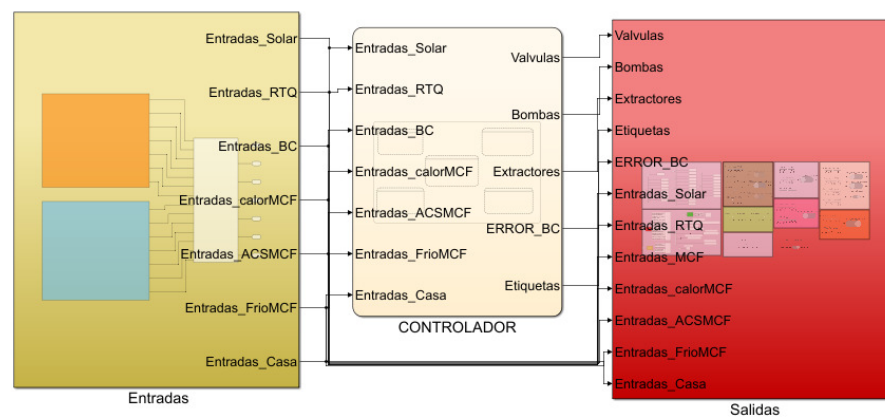 Entradas_Solar
Entradas_RTQ
Entradas_BC
Entradas_calorMCF
Entradas_ACSMCF
Entradas_FrioMCF
Entradas_Casa
Entradas
Entradas_Solar
Entradas_RTQ
Entradas_BC
Entradas_calorMCF
Entradas_ACSMCF
Entradas_FrioMCF
Entradas_Casa
Valvulas
Bombas
Extractores
ERROR_BC
Etiquetas
CONTROLADOR
Valvulas
Bombas
Extractores
Etiquetas
ERROR_BC
Entradas_Solar
Entradas_RTQ
Entradas_MCF
Entradas_calorMCF
Entradas_ACSMCF
Entradas_FrioMCF
Entradas_Casa
Salidas